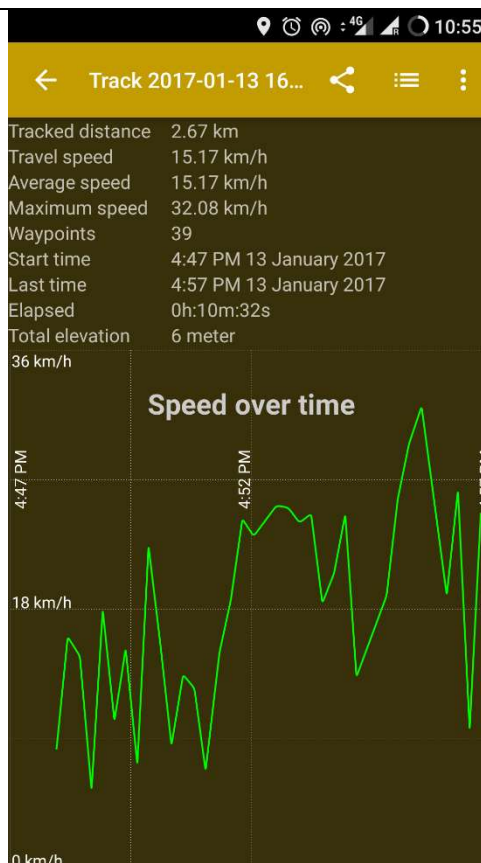 4G R 10:55
Track 2017-01-13 16...
Tracked distance 2.67 km
Travel speed 15.17 km/h
Average speed 15.17 km/h
Maximum speed 32.08 km/h
Waypoints 39
Start time 4:47 PM 13 January 2017
Last time 4:57 PM 13 January 2017
Elapsed 0h:10m:32s
Total elevation 6 meter
36 km/h
Speed over time
4:47 PM
4:52 PM
18 km/h
0 km/h